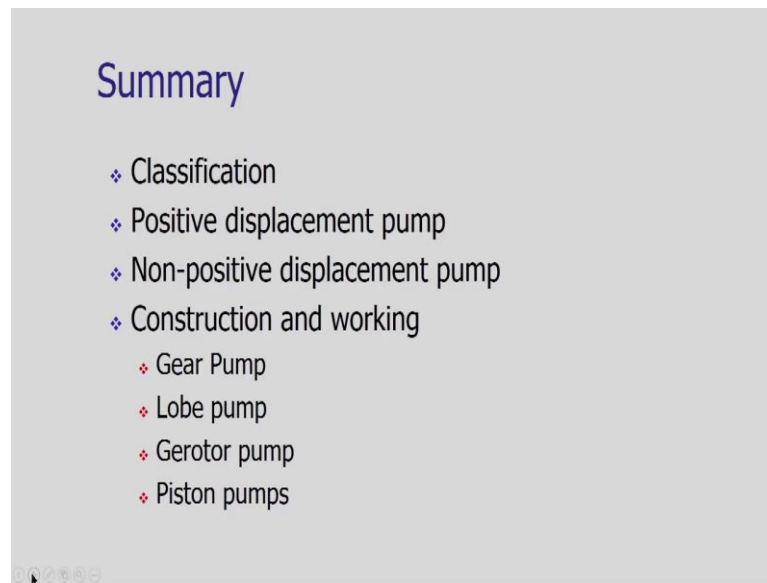 Summary
Classification
Positive displacement pump
Non-positive displacement pump
Construction and working
Gear Pump
Lobe pump
Gerotor pump
Piston pumps